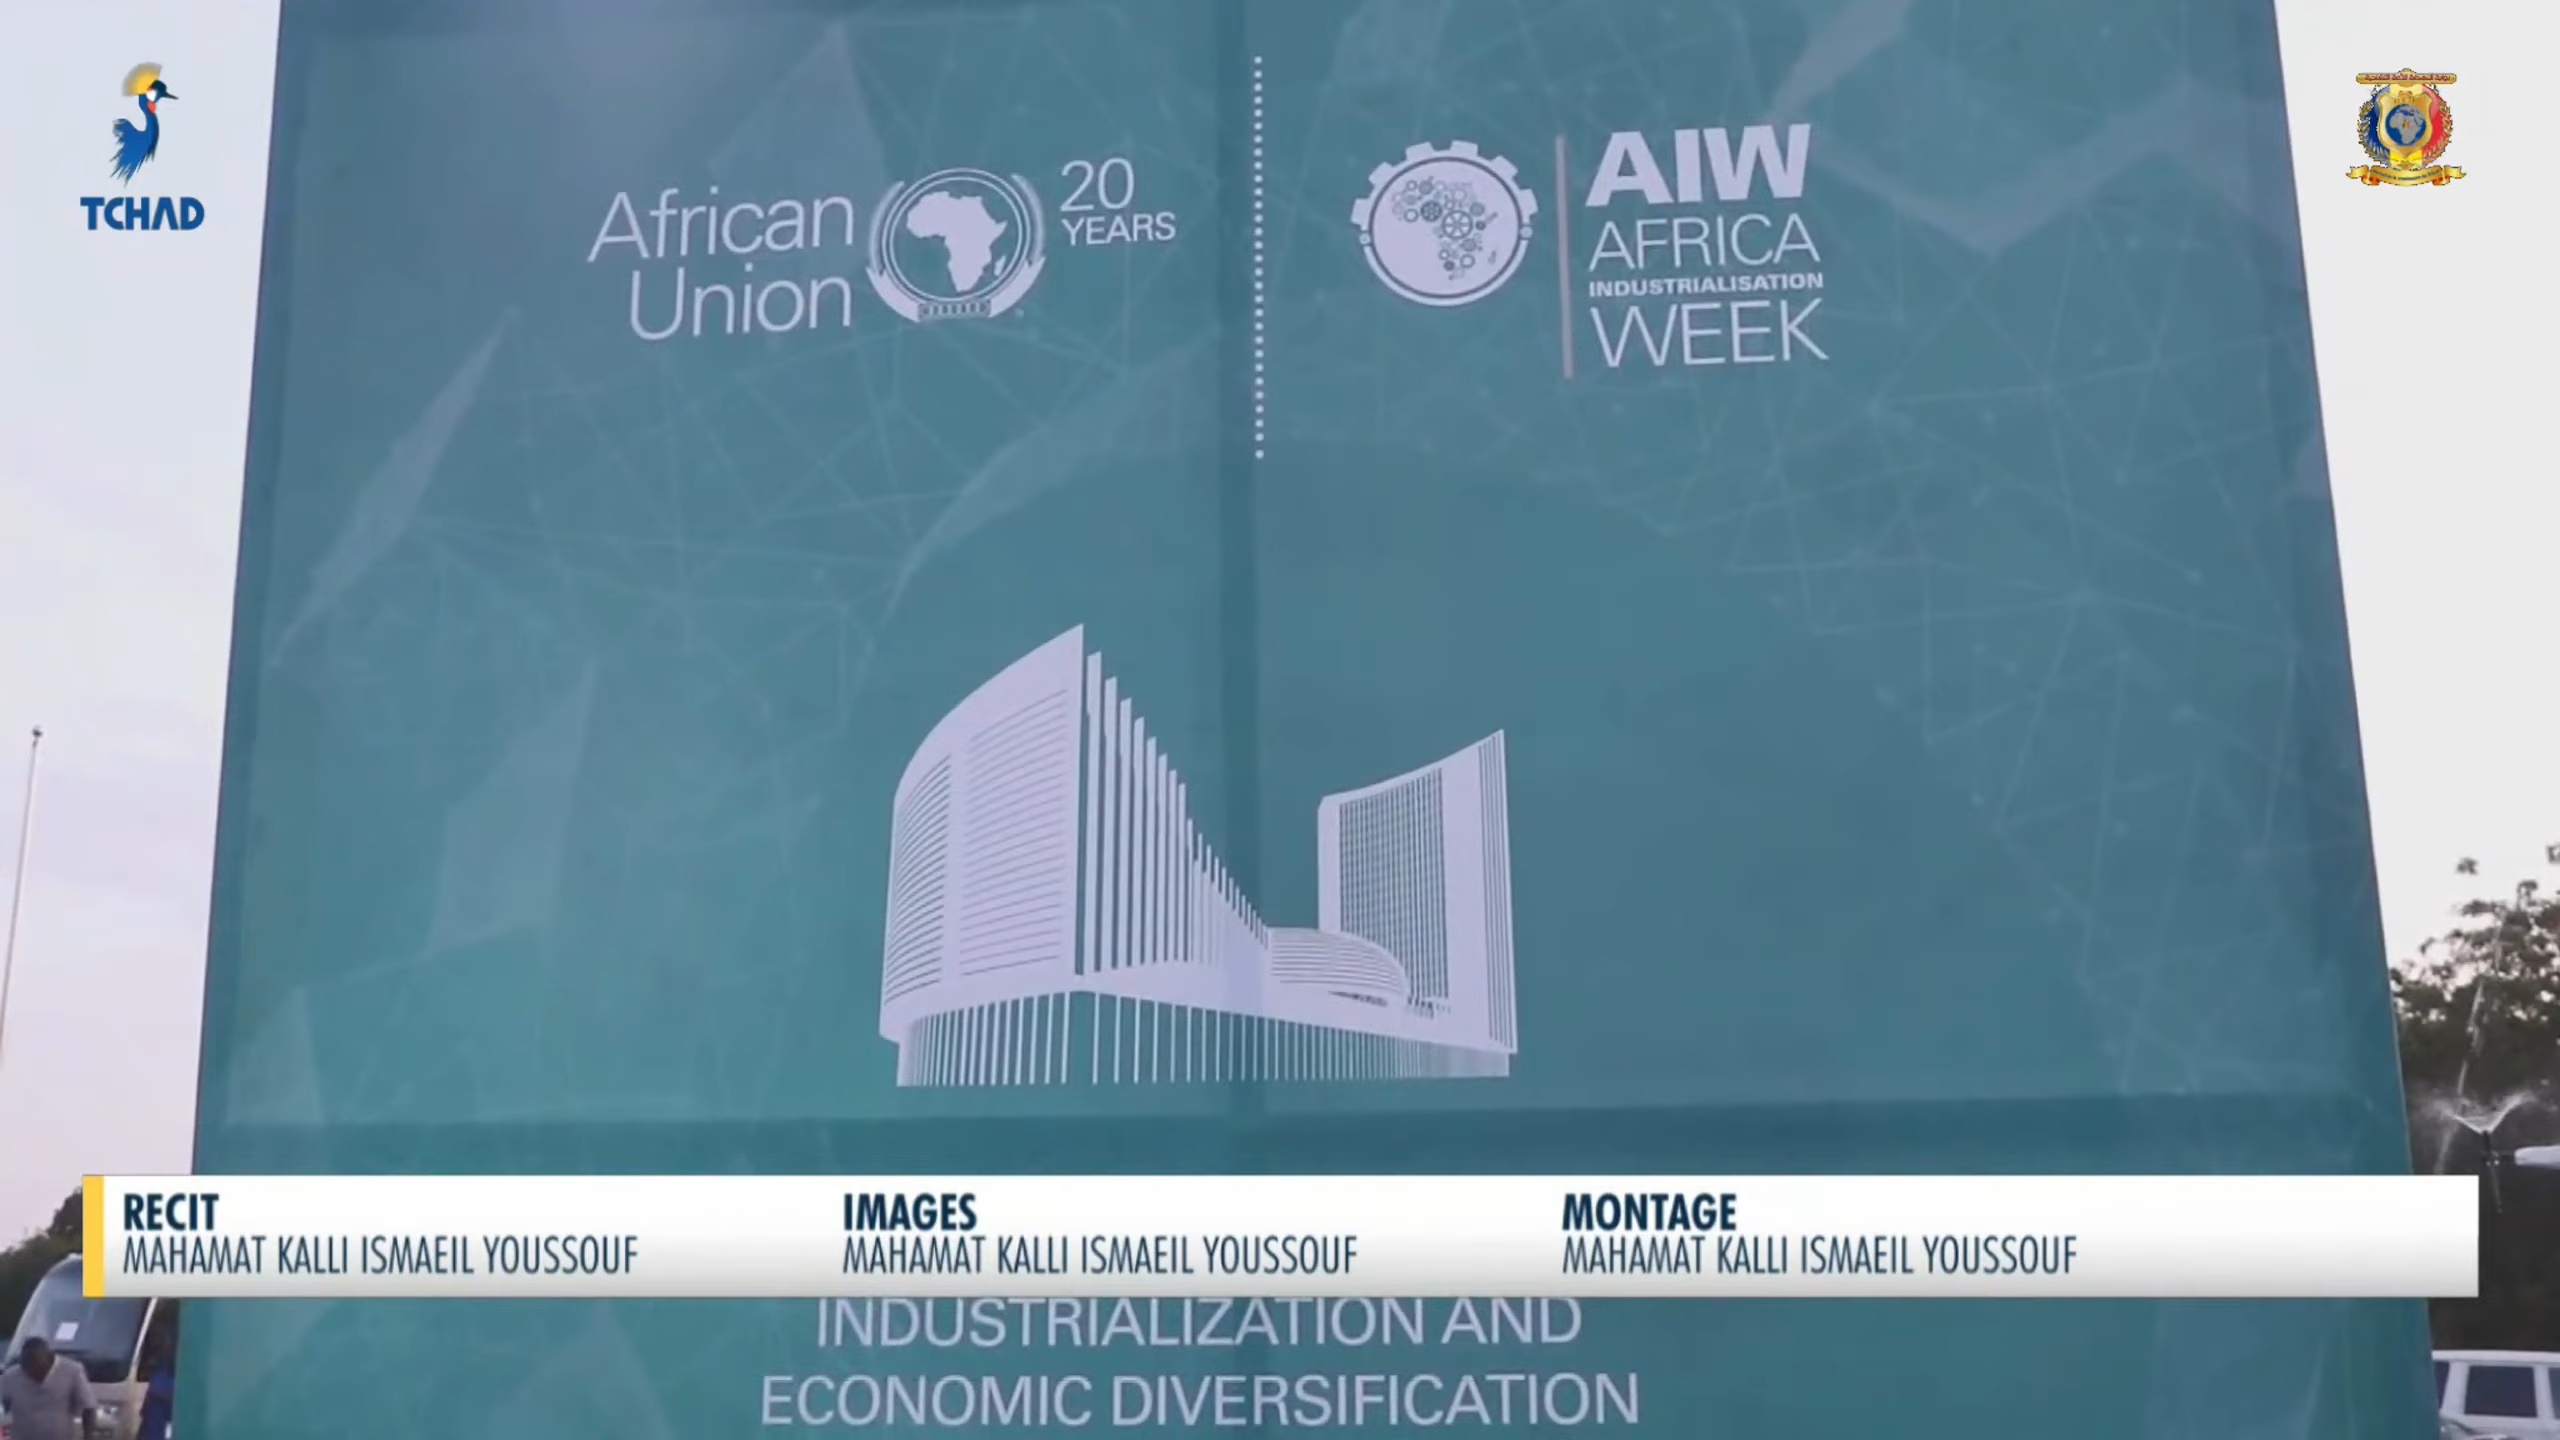 TCHAD
African
Union
20
YEARS
AIW
AFRICA
INDUSTRIALISATION
WEEK
RECIT
MAHAMAT KALLI ISMAEIL YOUSSOUF
IMAGES
MAHAMAT KALLI ISMAEIL YOUSSOUF
MONTAGE
MAHAMAT KALLI ISMAEIL YOUSSOUF
INDUSTRIALIZATION AND
ECONOMIC DIVERSIFICATION